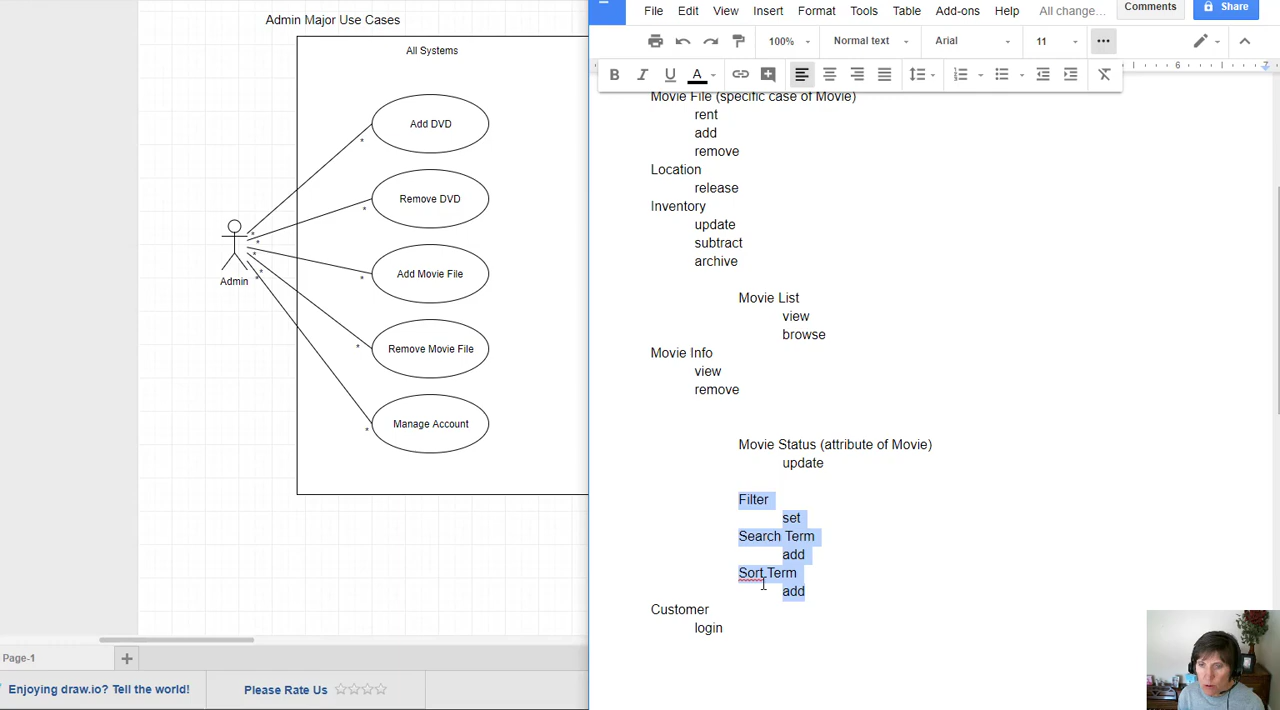 Admin Major Use Cases
All Systems
Add DVD
*
Remove DVD
*
*
*
Add Movie File
*
*
*
Admin
*
Remove Movie File
*
Manage Account
*
Page-1
Enjoying draw.io? Tell the world!
Please Rate Us
File Edit View Insert Format Tools Table Add-ons Help All change…
Comments
Share
100%
Normal text
Arial
11
B I U A
6
7
Movie File (specific case of Movie)
rent
add
remove
Location
release
Inventory
update
subtract
archive
Movie List
view
browse
Movie Info
view
remove
Movie Status (attribute of Movie)
update
Filter
set
Search Term
add
Sort Term
add
Customer
login